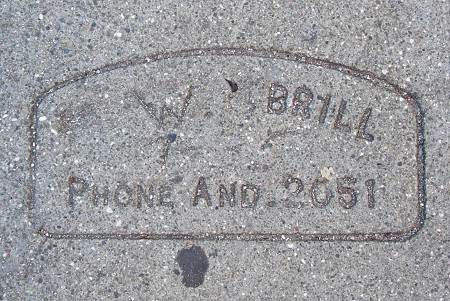 W BRILL
PHONE AND. 2051